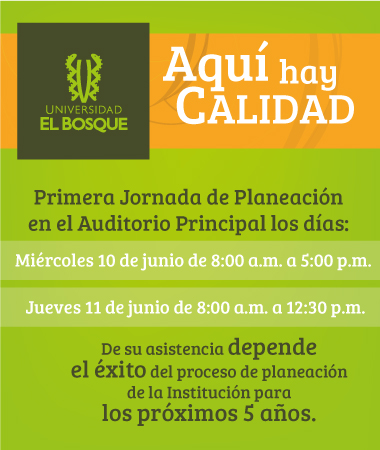 UNIVERSIDAD
EL BOSQUE
Aquí hay
CALIDAD
Primera Jornada de Planeación
en el Auditorio Principal los días:
Miércoles 10 de junio de 8:00 a.m. a 5:00 p.m.
Jueves 11 de junio de 8:00 a.m. a 12:30 p.m.
De su asistencia depende
el éxito del proceso de planeación
de la Institución para
los próximos 5 años.